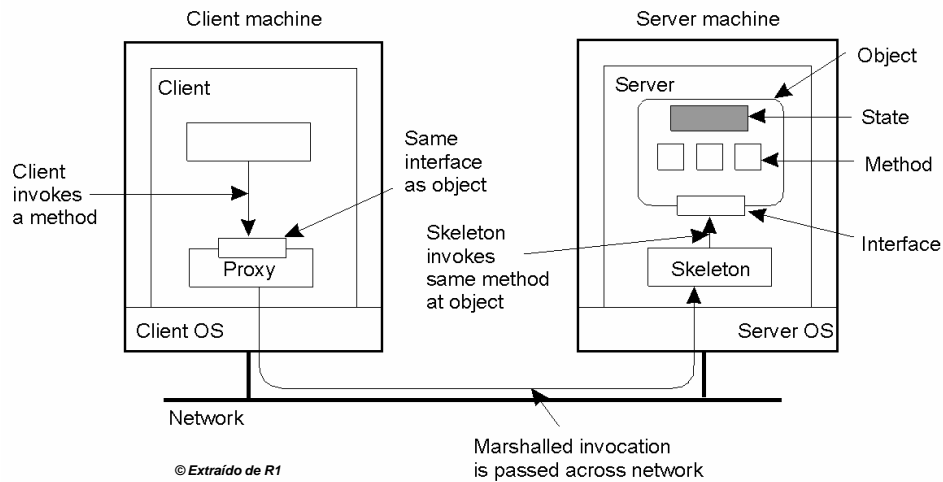 Client machine
Server machine
Client
Server
Object
State
Method
Interface
Client
invokes
a method
Same
interface
as object
Proxy
Skeleton
invokes
same method
at object
Skeleton
Client OS
Server OS
Network
Marshalled invocation
is passed across network
© Extraído de R1